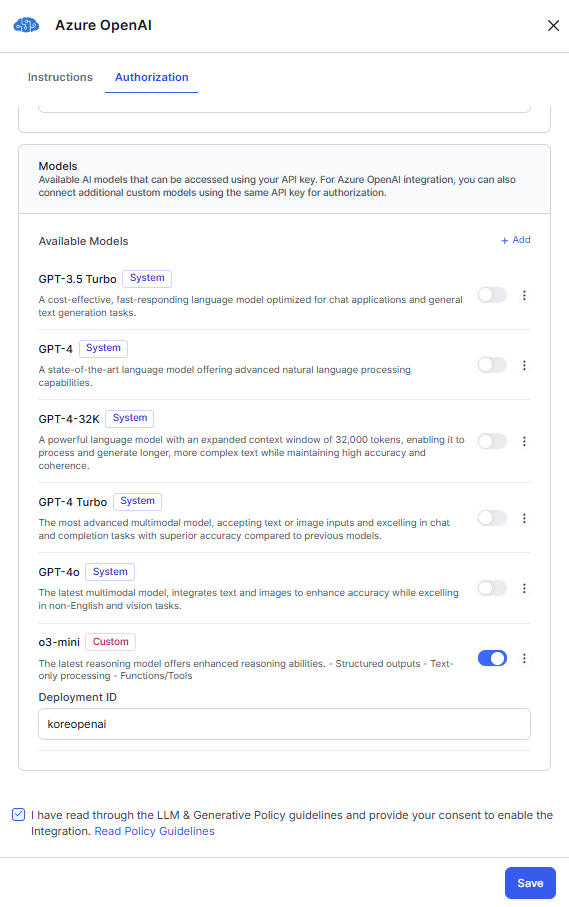 Azure OpenAI
Instructions Authorization
Models
Available AI models that can be accessed using your API key. For Azure OpenAI integration, you can also
connect additional custom models using the same API key for authorization.
Available Models + Add
GPT-3.5 Turbo System
A cost-effective, fast-responding language model optimized for chat applications and general
text generation tasks.
GPT-4 System
A state-of-the-art language model offering advanced natural language processing
capabilities.
GPT-4-32K System
A powerful language model with an expanded context window of 32,000 tokens, enabling it to
process and generate longer, more complex text while maintaining high accuracy and
coherence.
GPT-4 Turbo System
The most advanced multimodal model, accepting text or image inputs and excelling in chat
and completion tasks with superior accuracy compared to previous models.
GPT-4o System
The latest multimodal model, integrates text and images to enhance accuracy while excelling
in non-English and vision tasks.
o3-mini Custom
The latest reasoning model offers enhanced reasoning abilities. - Structured outputs - Text-
only processing - Functions/Tools
Deployment ID
koreopenai
I have read through the LLM & Generative Policy guidelines and provide your consent to enable the
Integration. Read Policy Guidelines
Save